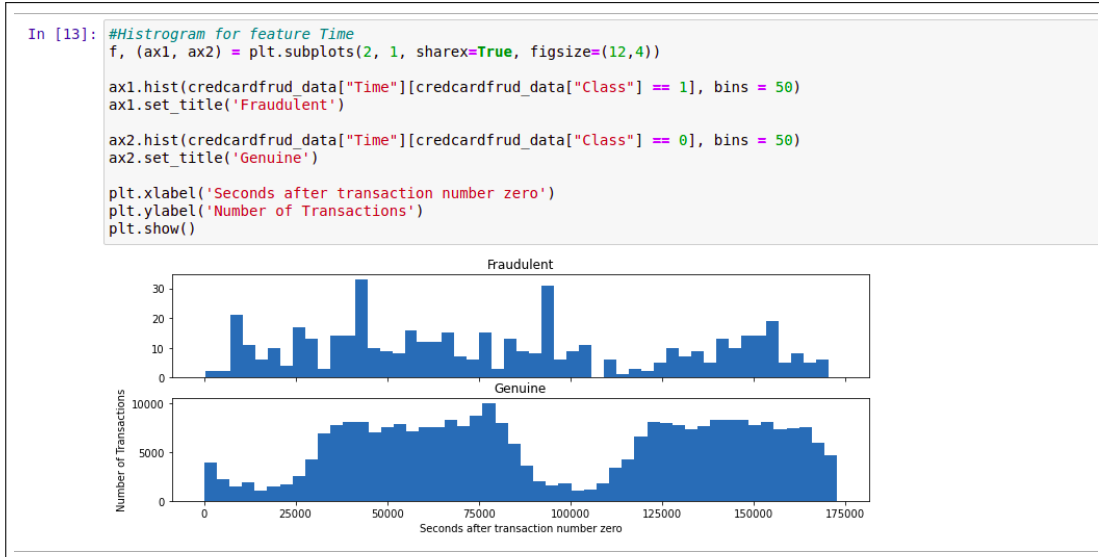 In [13]: #Histrogram for feature Time
f, (ax1, ax2) = plt.subplots(2, 1, sharex=True, figsize=(12,4))
ax1.hist(credcardfrud_data["Time"][credcardfrud_data["Class"] == 1], bins = 50)
ax1.set_title('Fraudulent')
ax2.hist(credcardfrud_data["Time"][credcardfrud_data["Class"] == 0], bins = 50)
ax2.set_title('Genuine')
plt.xlabel('Seconds after transaction number zero')
plt.ylabel('Number of Transactions')
plt.show()
Fraudulent
30
20
10
0
Genuine
Number of Transactions
10000
5000
0
0 25000 50000 75000 100000 125000 150000 175000
Seconds after transaction number zero